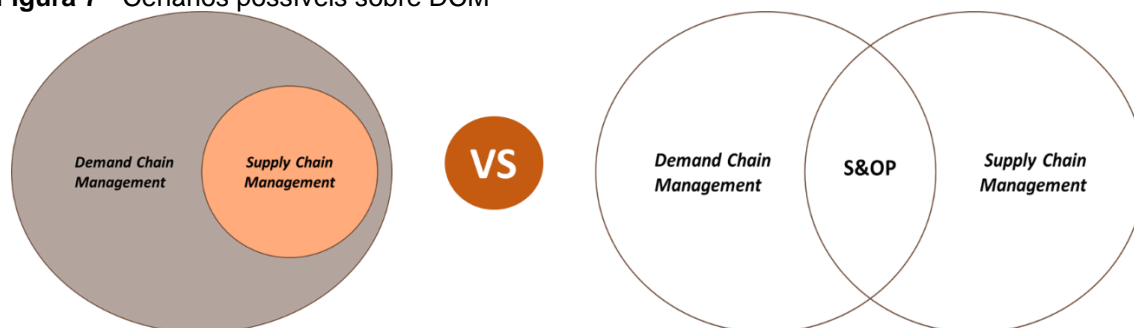 Figura 7 - Cenários possíveis sobre DCM
Demand Chain
Management
Supply Chain
Management
VS
Demand Chain
Management
S&OP
Supply Chain
Management